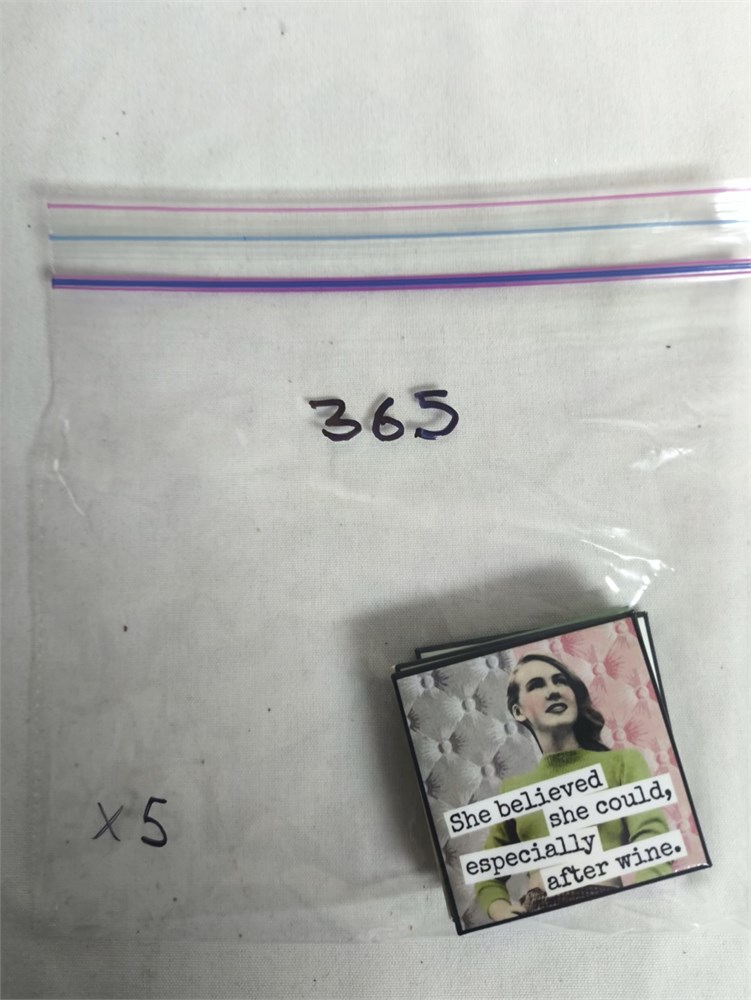 365
She believed
she could,
especially
after wine.
x5